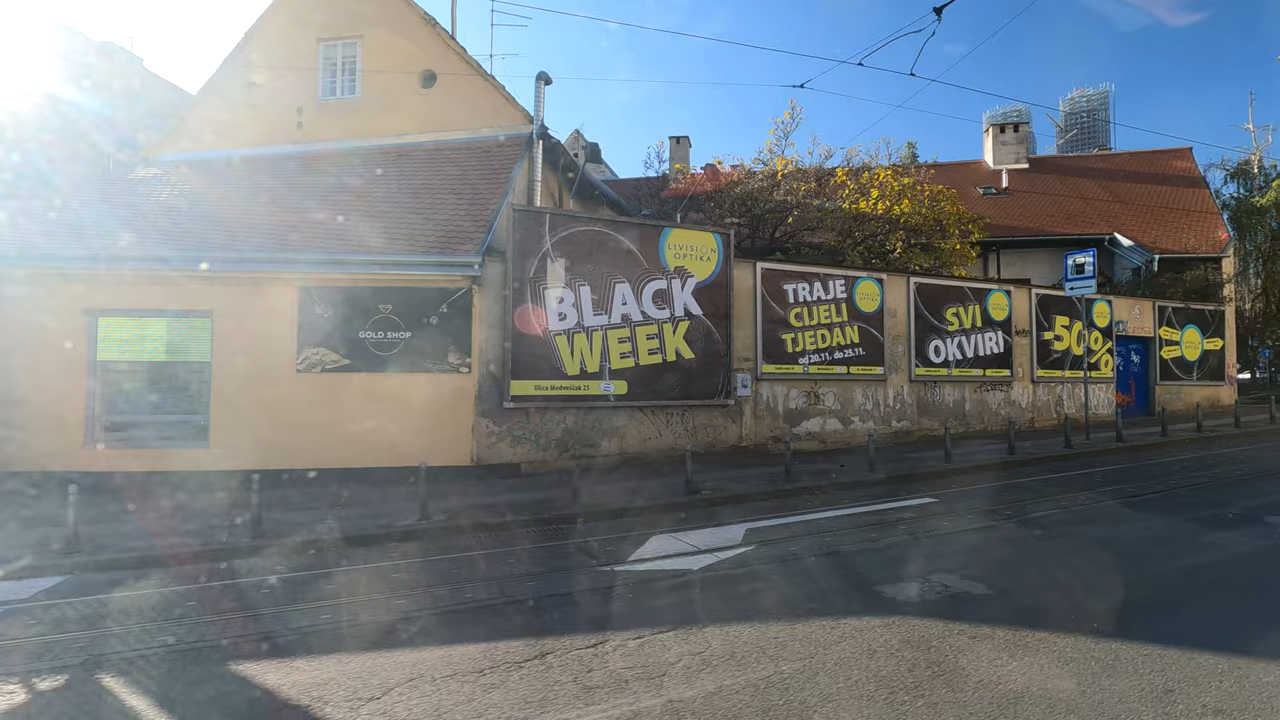 GOLD SHOP
LIVISION
OPTIKA
BLACK
WEEK
Ulica Medveščak 25
TRAJE
CIJELI
TJEDAN
od 20.11. do 25.11.
SVI
OKVIRI
-50%